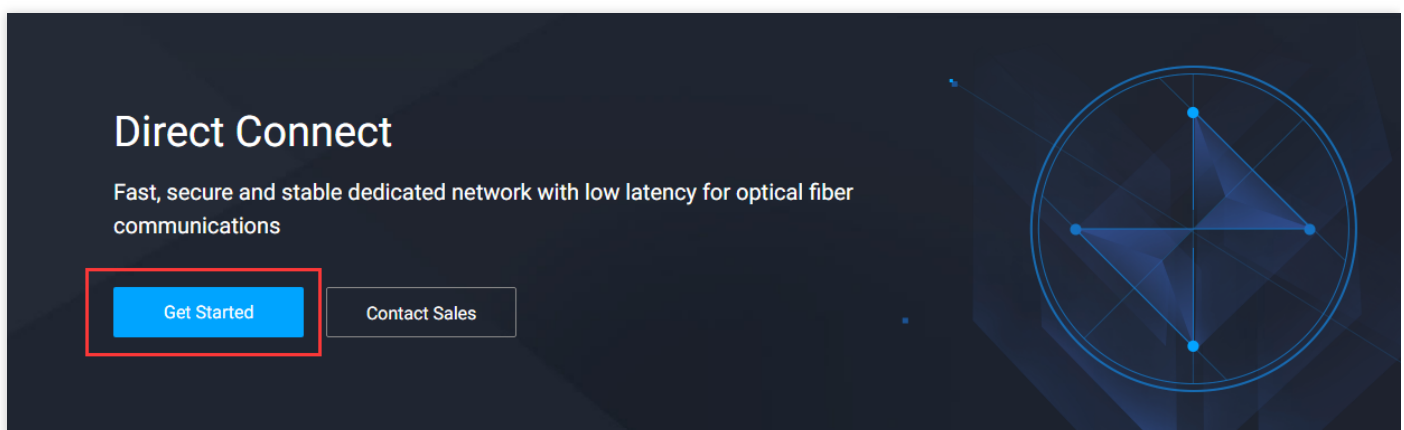 Direct Connect
Fast, secure and stable dedicated network with low latency for optical fiber
communications
Get Started
Contact Sales